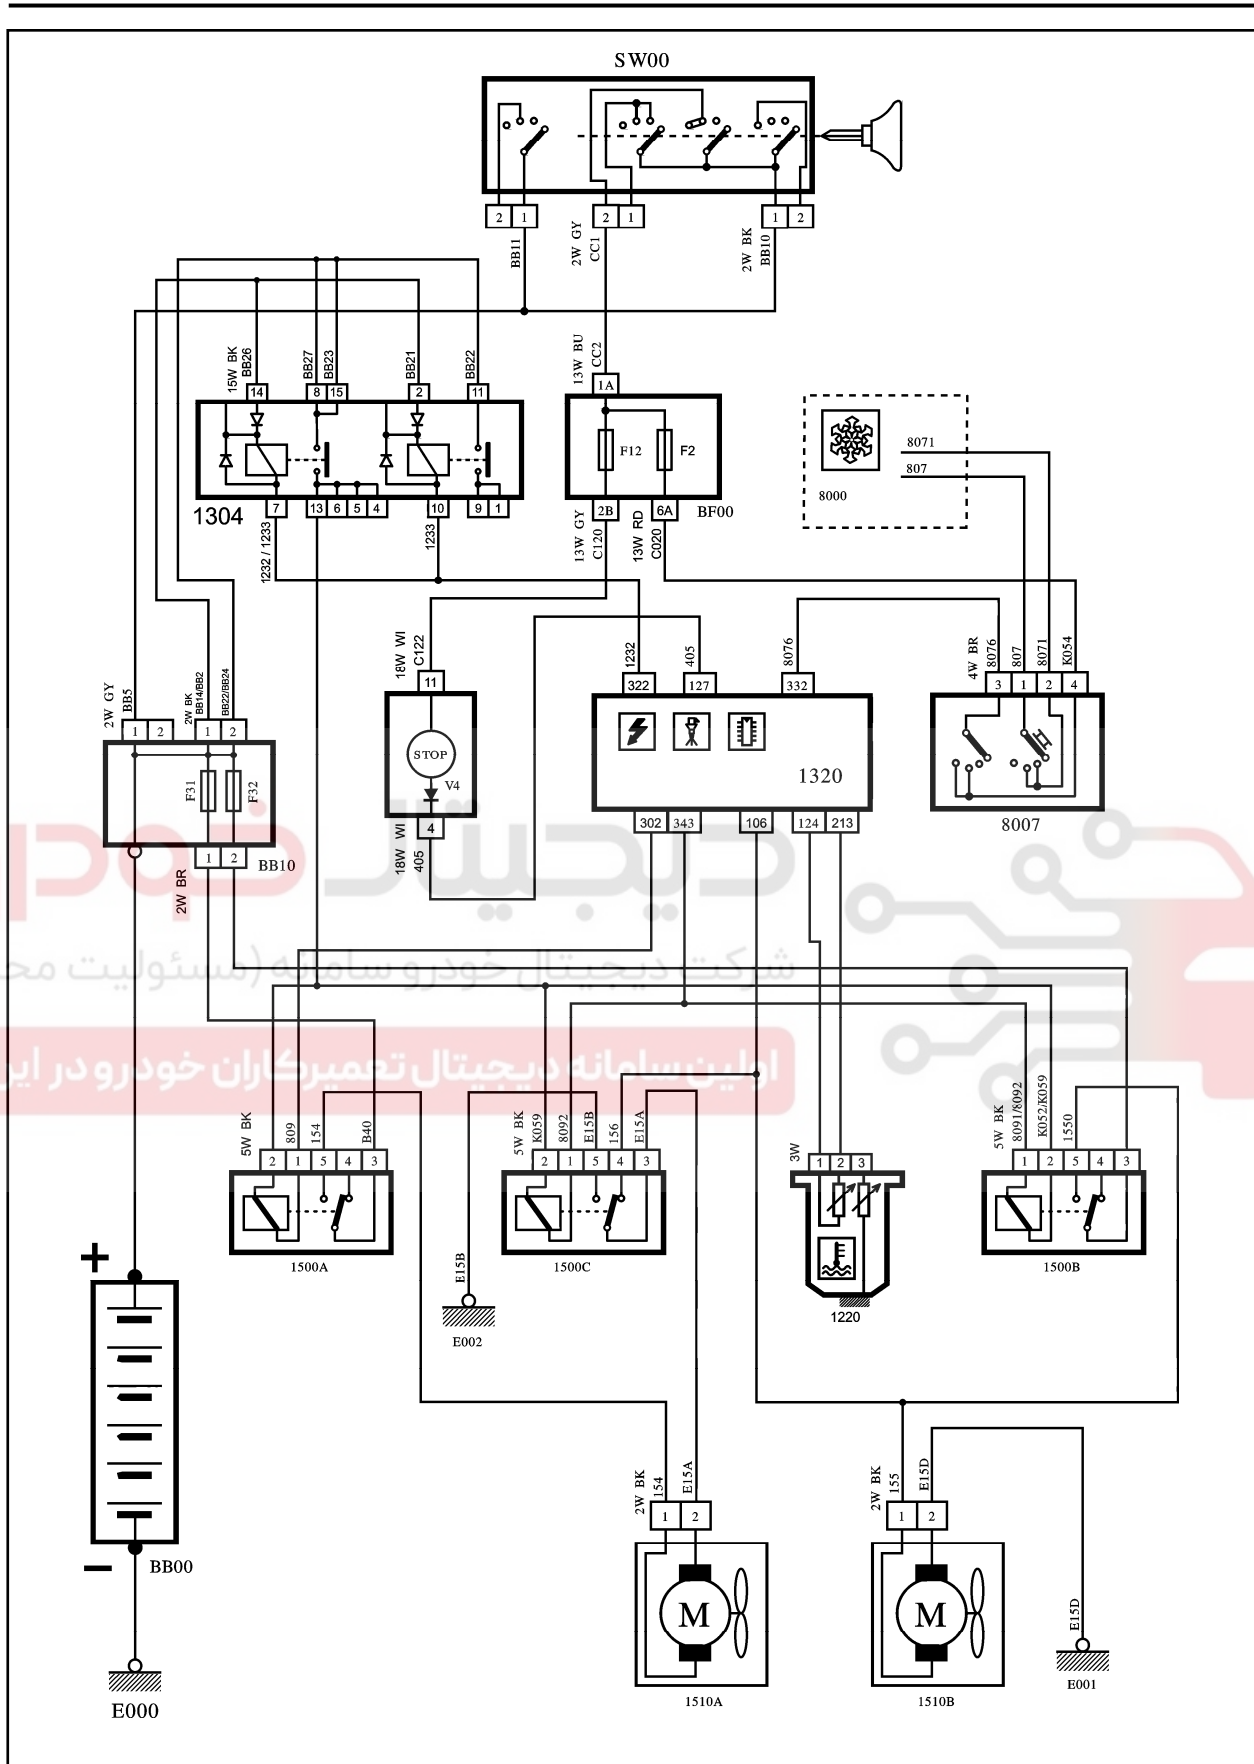 SW00
2 1 2 1 1 2
BB11
2W GY
CC1
2W BK
BB10
15W BK
BB26
BB27
BB23
BB21
BB22
13W BU
CC2
14 8 15 2 11
1A
F12 F2
8071
807
8000
1304
7 13 6 5 4 10 9 1
2B 6A
BF00
1232 / 1233
1233
13W GY
C120
13W RD
C020
18W WI
C122
1232
405
8076
4W BR
8076
807
8071
K054
2W GY
BB5
2W BK
BB14/BB2
BB22/BB24
11
322 127 332
3 1 2 4
1 2 1 2
STOP
V4
F31 F32
1320
8007
4
302 343 106 124 213
1 2
BB10
2W BR
18W WI
405
دیجیتال خودرو
شرکت دیجیتال خودرو سامانه (مسئولیت مح
اولین سامانه دیجیتال تعمیرکاران خودرو در ایر
5W BK
809
154
B40
5W BK
K059
8092
E15B
156
E15A
3W
5W BK
8091/8092
K052/K059
1550
2 1 5 4 3
2 1 5 4 3
1 2 3
1 2 5 4 3
1500A
1500C
1220
1500B
E15B
E002
+
−
BB00
E000
2W BK
154
E15A
2W BK
155
E15D
1 2
1 2
M
M
E15D
1510A
1510B
E001